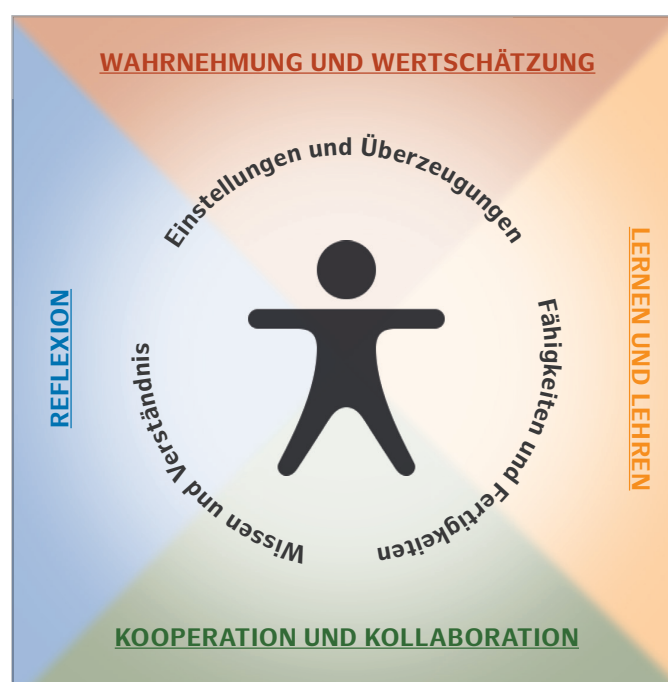 WAHRNEHMUNG UND WERTSCHÄTZUNG
Einstellungen und Überzeugungen
LERNEN UND LEHREN
Fähigkeiten und Fertigkeiten
REFLEXION
Wissen und Verständnis
KOOPERATION UND KOLLABORATION